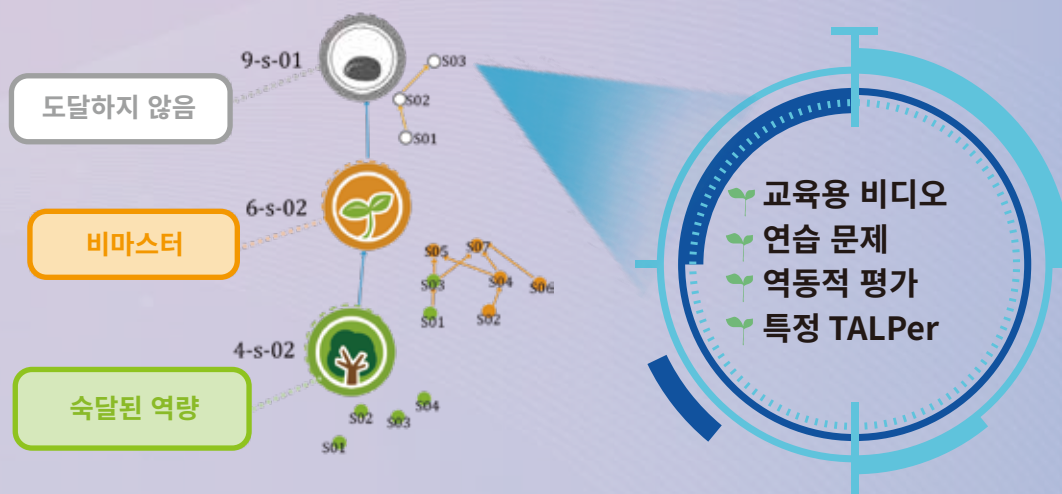 9-s-01
S03
S02
S01
도달하지 않음
6-s-02
비마스터
S05
S07
S03
S04
S06
S01
S02
4-s-02
숙달된 역량
S04
S02
S03
S01
교육용 비디오
연습 문제
역동적 평가
특정 TALPer